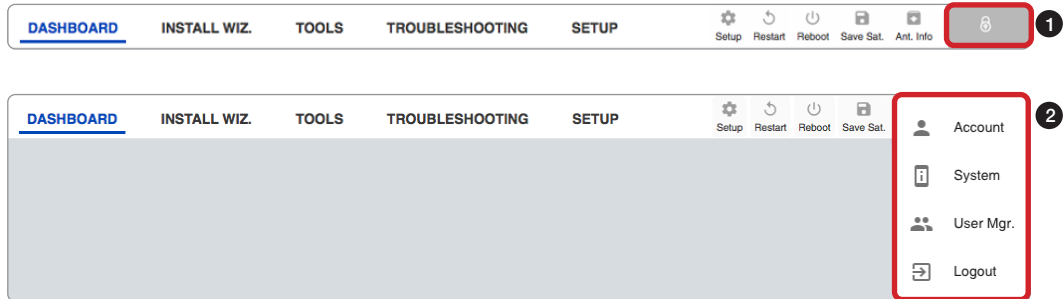 DASHBOARD INSTALL WIZ. TOOLS TROUBLESHOOTING SETUP Setup Restart Reboot Save Sat. Ant. Info 1
DASHBOARD INSTALL WIZ. TOOLS TROUBLESHOOTING SETUP Setup Restart Reboot Save Sat. 2
Account
System
User Mgr.
Logout